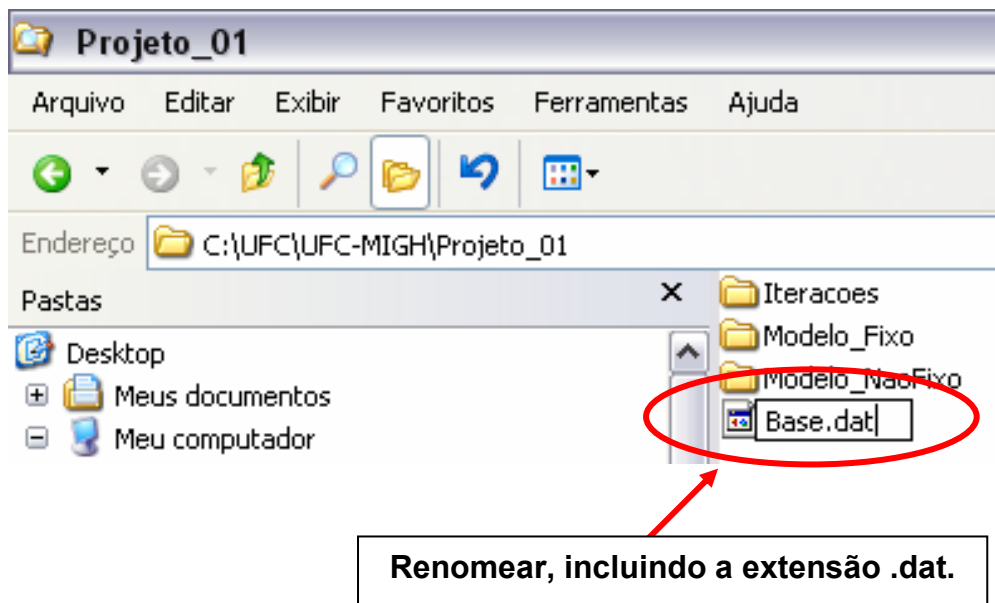 Projeto_01
Arquivo Editar Exibir Favoritos Ferramentas Ajuda
Endereço C:\UFC\UFC-MIGH\Projeto_01
Pastas
Desktop
Meus documentos
Meu computador
Iteracoes
Modelo_Fixo
Modelo_NaoFixo
Base.dat
Renomear, incluindo a extensão .dat.